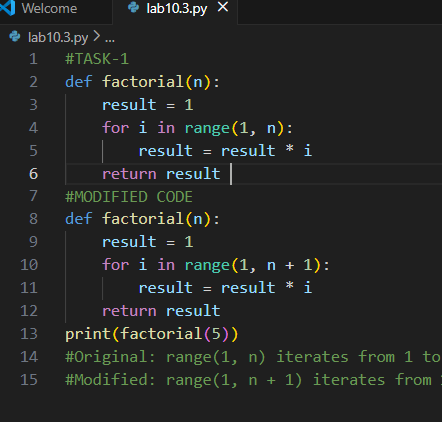 Welcome
lab10.3.py ×
lab10.3.py > ...
1 #TASK-1
2 def factorial(n):
3     result = 1
4     for i in range(1, n):
5         result = result * i
6     return result
7 #MODIFIED CODE
8 def factorial(n):
9     result = 1
10     for i in range(1, n + 1):
11         result = result * i
12     return result
13 print(factorial(5))
14 #Original: range(1, n) iterates from 1 to
15 #Modified: range(1, n + 1) iterates from